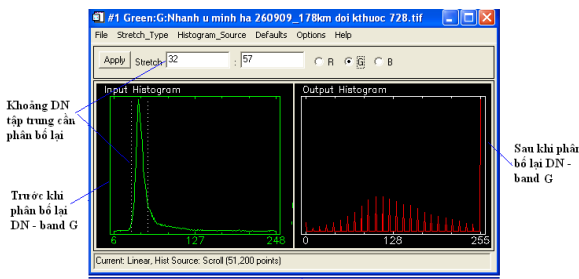 #1 Green:G:Nhanh u minh ha 260909_178km doi kthuoc 728.tif
File Stretch_Type Histogram_Source Defaults Options Help
Apply Stretch 32 : 57 R G B
Input Histogram
Output Histogram
Khoảng DN
tập trung cần
phân bố lại
Trước khi
phân bố lại
DN - band G
Sau khi phân
bố lại DN -
band G
6 127 248
0 128 255
Current: Linear, Hist Source: Scroll (51,200 points)